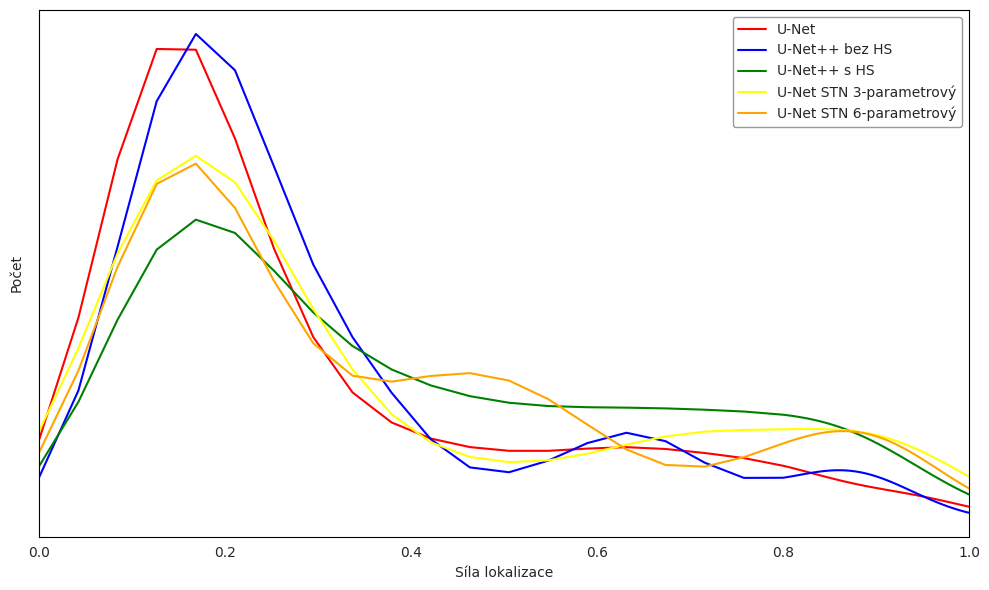 U-Net
U-Net++ bez HS
U-Net++ s HS
U-Net STN 3-parametrový
U-Net STN 6-parametrový
Počet
0.0 0.2 0.4 0.6 0.8 1.0
Síla lokalizace